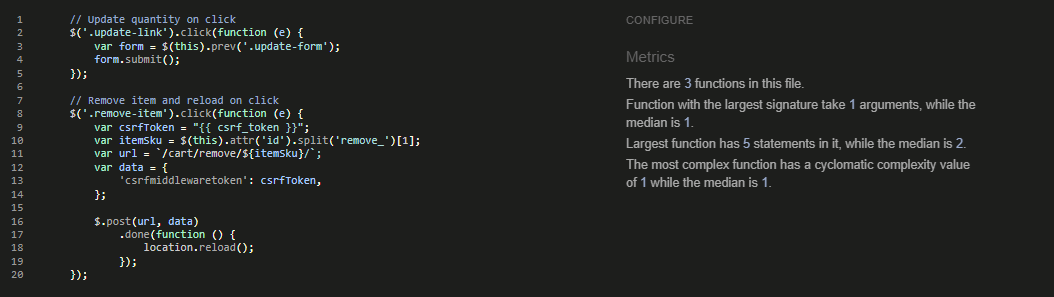 1 // Update quantity on click
2 $('.update-link').click(function (e) {
3 var form = $(this).prev('.update-form');
4 form.submit();
5 });
6
7 // Remove item and reload on click
8 $('.remove-item').click(function (e) {
9 var csrfToken = "{{ csrf_token }}";
10 var itemSku = $(this).attr('id').split('remove_')[1];
11 var url = `/cart/remove/${itemSku}/`;
12 var data = {
13 'csrfmiddlewaretoken': csrfToken,
14 };
15
16 $.post(url, data)
17 .done(function () {
18 location.reload();
19 });
20 });
CONFIGURE
Metrics
There are 3 functions in this file.
Function with the largest signature take 1 arguments, while the
median is 1.
Largest function has 5 statements in it, while the median is 2.
The most complex function has a cyclomatic complexity value
of 1 while the median is 1.